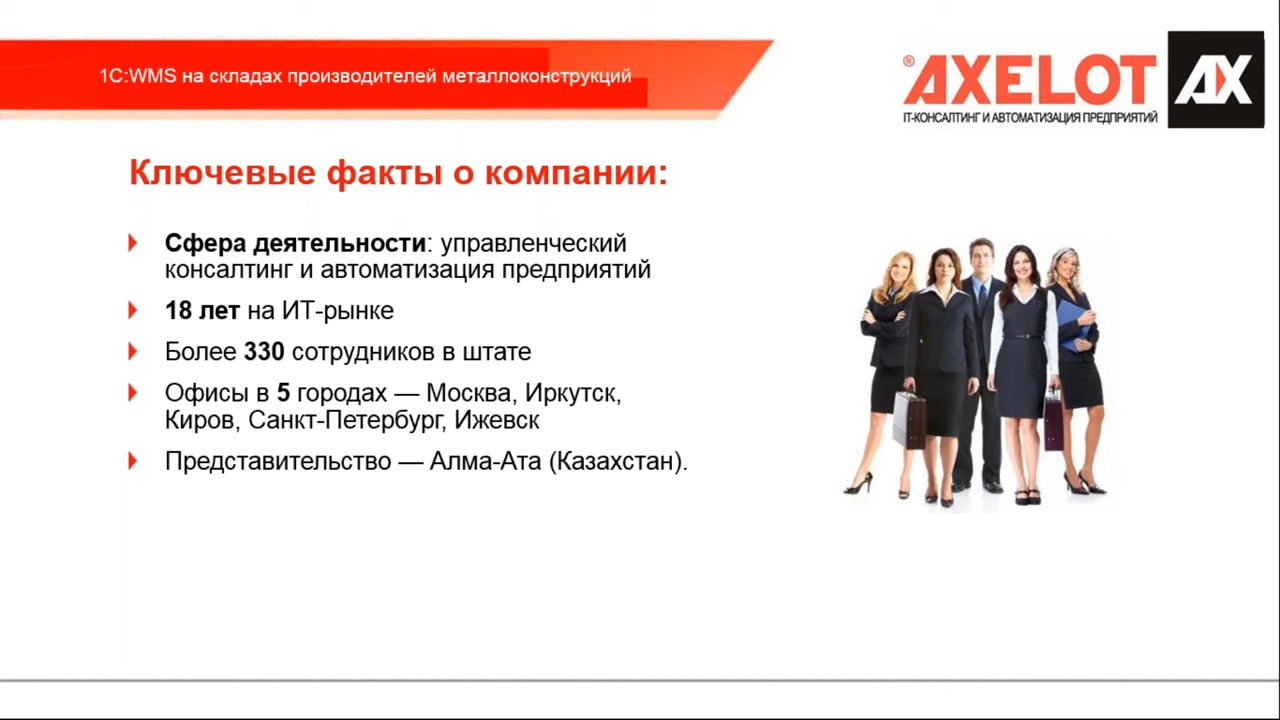 1С:WMS на складах производителей металлоконструкций
®AXELOT AX
IT-КОНСАЛТИНГ И АВТОМАТИЗАЦИЯ ПРЕДПРИЯТИЙ
Ключевые факты о компании:
Сфера деятельности: управленческий
консалтинг и автоматизация предприятий
18 лет на ИТ-рынке
Более 330 сотрудников в штате
Офисы в 5 городах — Москва, Иркутск,
Киров, Санкт-Петербург, Ижевск
Представительство — Алма-Ата (Казахстан).